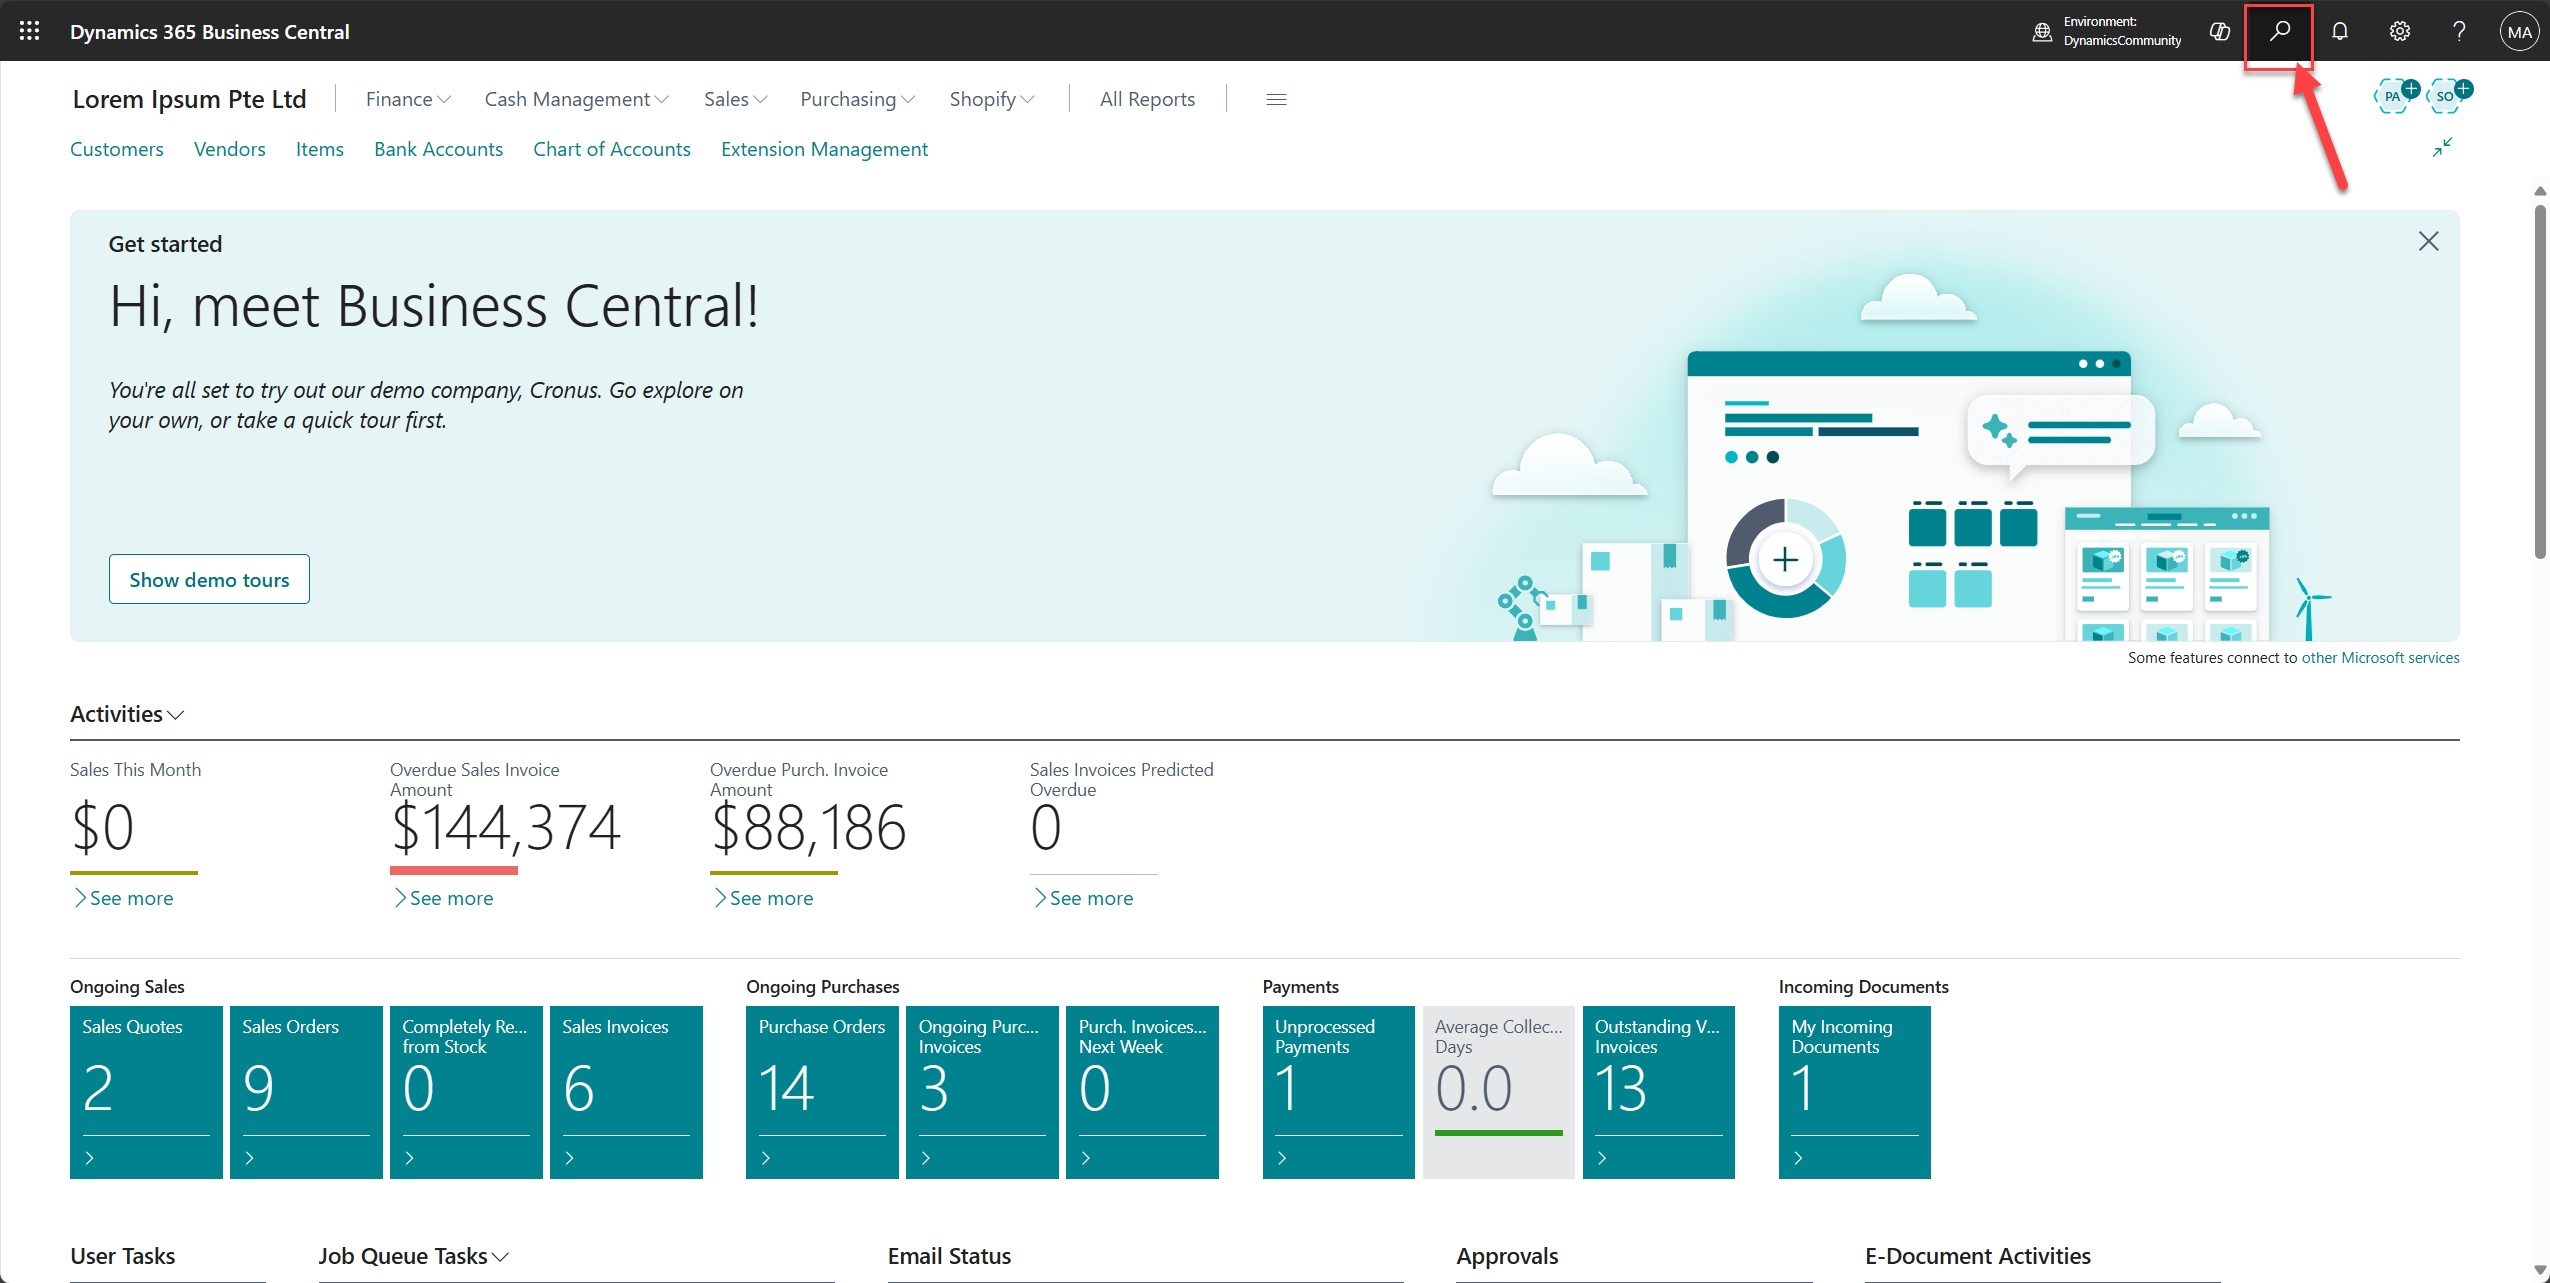 Dynamics 365 Business Central
Environment:
DynamicsCommunity
?
MA
Lorem Ipsum Pte Ltd
Finance
Cash Management
Sales
Purchasing
Shopify
All Reports
PA
SO
Customers
Vendors
Items
Bank Accounts
Chart of Accounts
Extension Management
Get started
Hi, meet Business Central!
You're all set to try out our demo company, Cronus. Go explore on
your own, or take a quick tour first.
Show demo tours
Some features connect to other Microsoft services
Activities
Sales This Month
$0
See more
Overdue Sales Invoice
Amount
$144,374
See more
Overdue Purch. Invoice
Amount
$88,186
See more
Sales Invoices Predicted
Overdue
0
See more
Ongoing Sales
Sales Quotes
2
Sales Orders
9
Completely Re...
from Stock
0
Sales Invoices
6
Ongoing Purchases
Purchase Orders
14
Ongoing Purc...
Invoices
3
Purch. Invoices...
Next Week
0
Payments
Unprocessed
Payments
1
Average Collec...
Days
0.0
Outstanding V...
Invoices
13
Incoming Documents
My Incoming
Documents
1
User Tasks
Job Queue Tasks
Email Status
Approvals
E-Document Activities